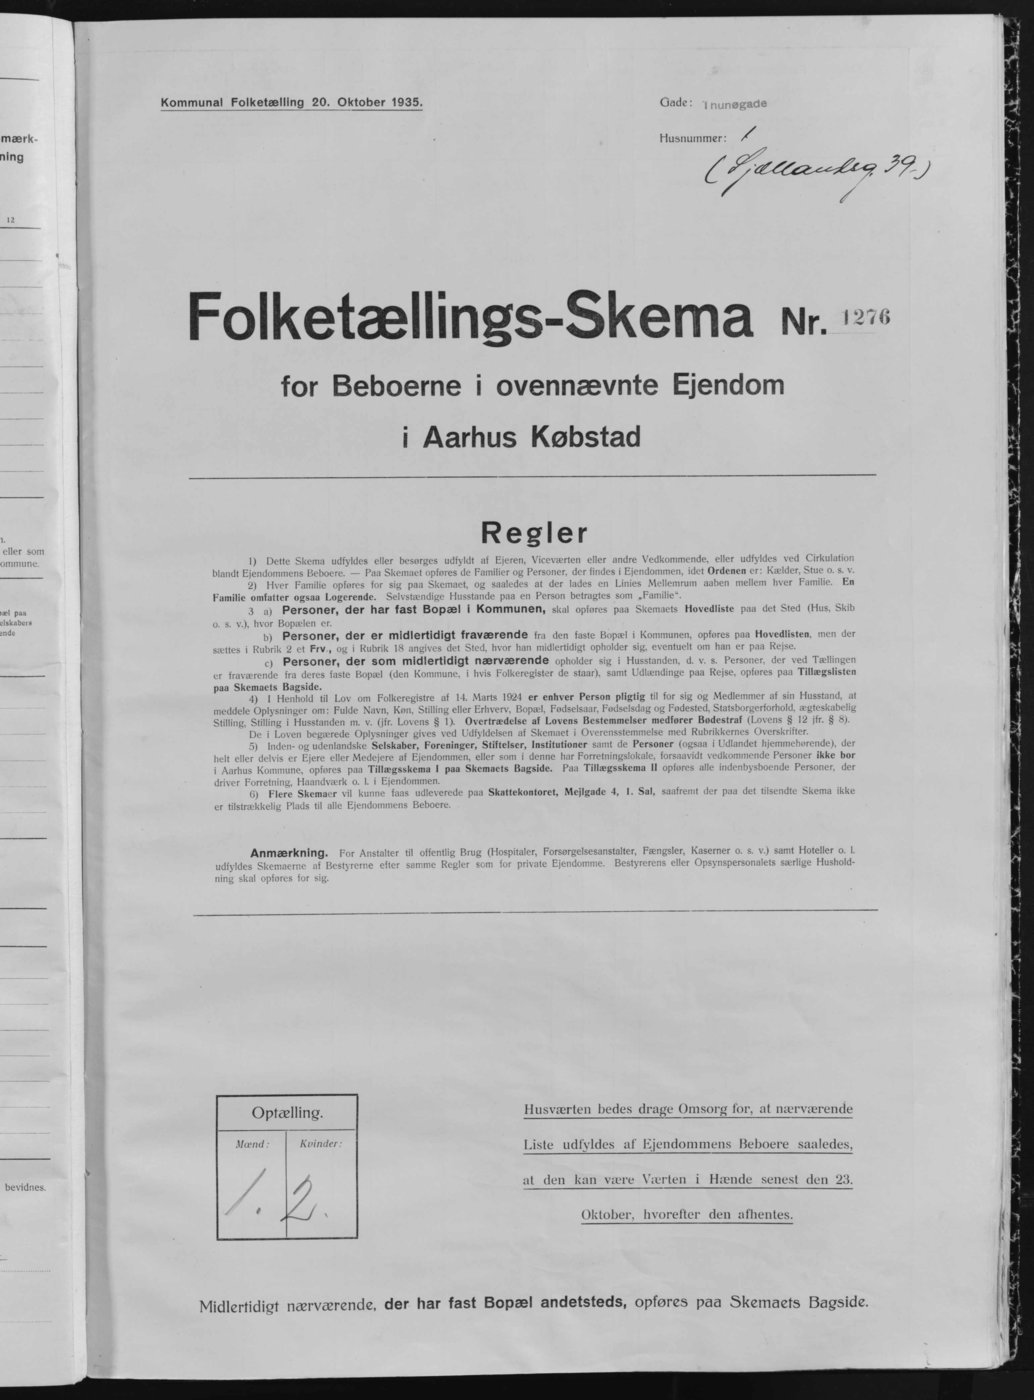 mærk-
ning
12
n.
eller som
ommune.
pæl paa
elskabers
ende
bevidnes.
Kommunal Folketælling 20. Oktober 1935.
Gade: Tunøgade
Husnummer: 1
(Sjællandsg. 39.)
Folketællings-Skema Nr. 1276
for Beboerne i ovennævnte Ejendom
i Aarhus Købstad
Regler
1) Dette Skema udfyldes eller besørges udfyldt af Ejeren, Viceværten eller andre Vedkommende, eller udfyldes ved Cirkulation
blandt Ejendommens Beboere. — Paa Skemaet opføres de Familier og Personer, der findes i Ejendommen, idet Ordenen er: Kælder, Stue o. s. v.
2) Hver Familie opføres for sig paa Skemaet, og saaledes at der lades en Linies Mellemrum aaben mellem hver Familie. En
Familie omfatter ogsaa Logerende. Selvstændige Husstande paa en Person betragtes som „Familie“.
3 a) Personer, der har fast Bopæl i Kommunen, skal opføres paa Skemaets Hovedliste paa det Sted (Hus, Skib
o. s. v.), hvor Bopælen er.
b) Personer, der er midlertidigt fraværende fra den faste Bopæl i Kommunen, opføres paa Hovedlisten, men der
sættes i Rubrik 2 et Frv., og i Rubrik 18 angives det Sted, hvor han midlertidigt opholder sig, eventuelt om han er paa Rejse.
c) Personer, der som midlertidigt nærværende opholder sig i Husstanden, d. v. s. Personer, der ved Tællingen
er fraværende fra deres faste Bopæl (den Kommune, i hvis Folkeregister de staar), samt Udlændinge paa Rejse, opføres paa Tillægslisten
paa Skemaets Bagside.
4) I Henhold til Lov om Folkeregistre af 14. Marts 1924 er enhver Person pligtig til for sig og Medlemmer af sin Husstand, at
meddele Oplysninger om: Fulde Navn, Køn, Stilling eller Erhverv, Bopæl, Fødselsaar, Fødselsdag og Fødested, Statsborgerforhold, ægteskabelig
Stilling, Stilling i Husstanden m. v. (jfr. Lovens § 1). Overtrædelse af Lovens Bestemmelser medfører Bødestraf (Lovens § 12 jfr. § 8).
De i Loven begærede Oplysninger gives ved Udfyldelsen af Skemaet i Overensstemmelse med Rubrikkernes Overskrifter.
5) Inden- og udenlandske Selskaber, Foreninger, Stiftelser, Institutioner samt de Personer (ogsaa i Udlandet hjemmehørende), der
helt eller delvis er Ejere eller Medejere af Ejendommen, eller som i denne har Forretningslokale, forsaavidt vedkommende Personer ikke bor
i Aarhus Kommune, opføres paa Tillægsskema I paa Skemaets Bagside. Paa Tillægsskema II opføres alle indenbysboende Personer, der
driver Forretning, Haandværk o. l. i Ejendommen.
6) Flere Skemaer vil kunne faas udleverede paa Skattekontoret, Mejlgade 4, 1. Sal, saafremt der paa det tilsendte Skema ikke
er tilstrækkelig Plads til alle Ejendommens Beboere.
Anmærkning. For Anstalter til offentlig Brug (Hospitaler, Forsørgelsesanstalter, Fængsler, Kaserner o. s. v.) samt Hoteller o. l.
udfyldes Skemaerne af Bestyrerne efter samme Regler som for private Ejendomme. Bestyrerens eller Opsynspersonalets særlige Hushold-
ning skal opføres for sig.
Optælling.
Mænd: Kvinder:
1. 2.
Husværten bedes drage Omsorg for, at nærværende
Liste udfyldes af Ejendommens Beboere saaledes,
at den kan være Værten i Hænde senest den 23.
Oktober, hvorefter den afhentes.
Midlertidigt nærværende, der har fast Bopæl andetsteds, opføres paa Skemaets Bagside.